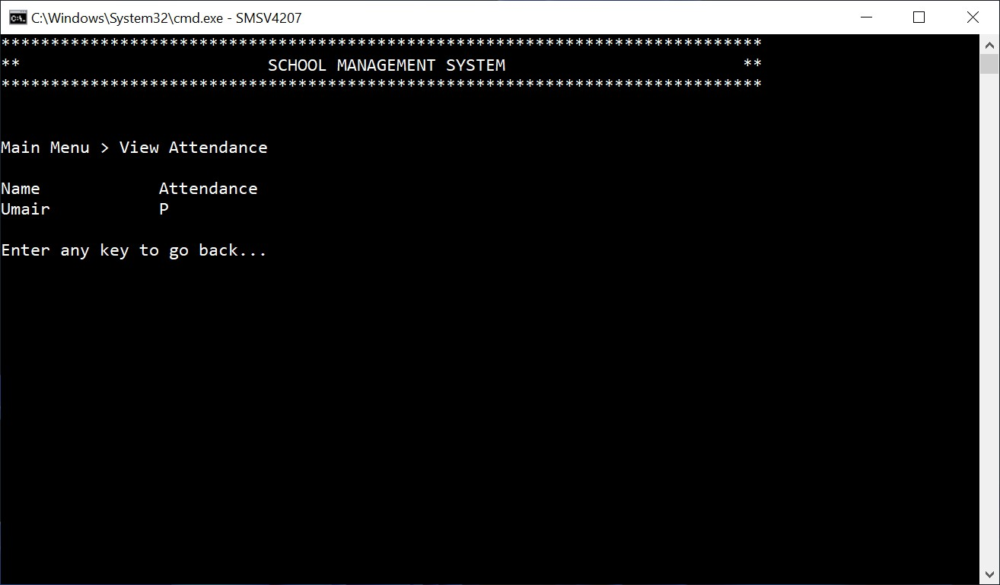 C:\Windows\System32\cmd.exe - SMSV4207
*****************************************************************************
** SCHOOL MANAGEMENT SYSTEM **
*****************************************************************************
Main Menu > View Attendance
Name Attendance
Umair P
Enter any key to go back...